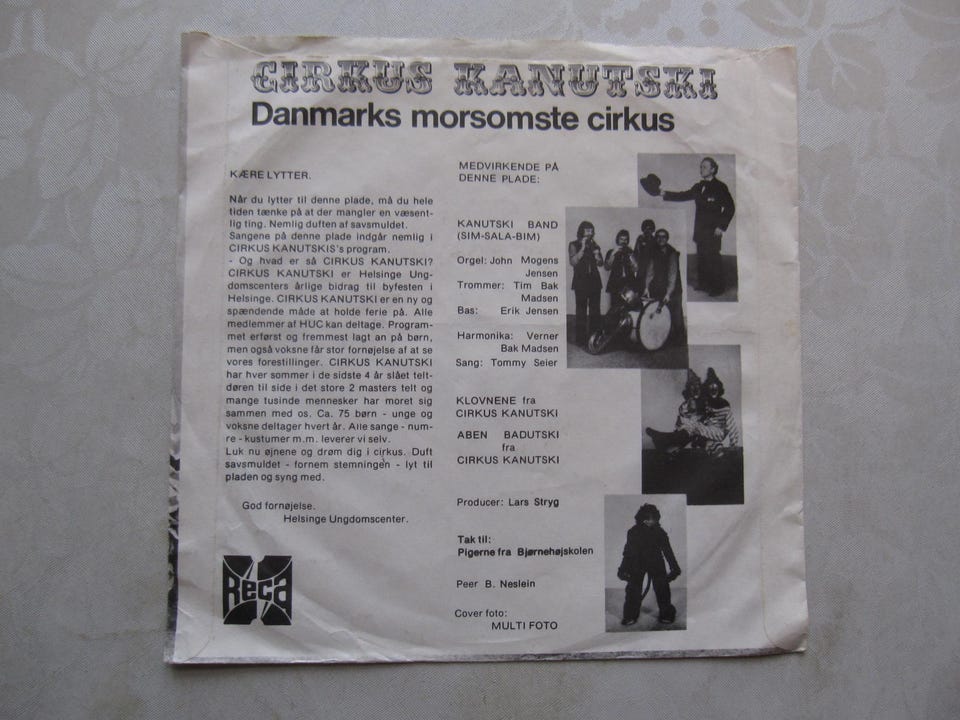 CIRKUS KANUTSKI
Danmarks morsomste cirkus
KÆRE LYTTER.
Når du lytter til denne plade, må du hele
tiden tænke på at der mangler en væsent-
lig ting. Nemlig duften af savsmuldet.
Sangene på denne plade indgår nemlig i
CIRKUS KANUTSKIS's program.
- Og hvad er så CIRKUS KANUTSKI?
CIRKUS KANUTSKI er Helsinge Ung-
domscenters årlige bidrag til byfesten i
Helsinge. CIRKUS KANUTSKI er en ny og
spændende måde at holde ferie på. Alle
medlemmer af HUC kan deltage. Program-
met erførst og fremmest lagt an på børn,
men også voksne får stor fornøjelse af at se
vores forestillinger. CIRKUS KANUTSKI
har hver sommer i de sidste 4 år slået telt-
døren til side i det store 2 masters telt og
mange tusinde mennesker har moret sig
sammen med os. Ca. 75 børn - unge og
voksne deltager hvert år. Alle sange - num-
re - kustumer m.m. leverer vi selv.
Luk nu øjnene og drøm dig i cirkus. Duft
savsmuldet - fornem stemningen - lyt til
pladen og syng med.
God fornøjelse.
Helsinge Ungdomscenter.
Réca
MEDVIRKENDE PÅ
DENNE PLADE:
KANUTSKI BAND
(SIM-SALA-BIM)
Orgel: John Mogens
Jensen
Trommer: Tim Bak
Madsen
Bas: Erik Jensen
Harmonika: Verner
Bak Madsen
Sang: Tommy Seier
KLOVNENE fra
CIRKUS KANUTSKI
ABEN BADUTSKI
fra
CIRKUS KANUTSKI
Producer: Lars Stryg
Tak til:
Pigerne fra Bjørnehøjskolen
Peer B. Neslein
Cover foto:
MULTI FOTO